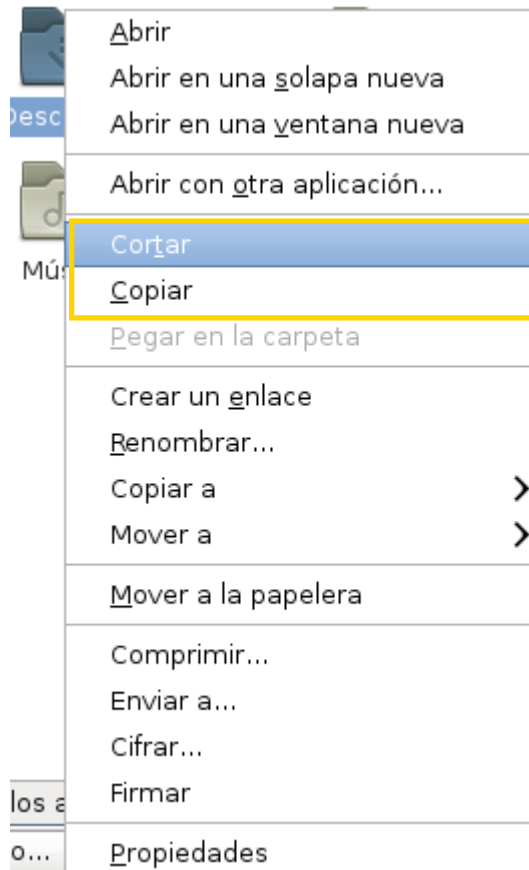 Abrir
Abrir en una solapa nueva
Abrir en una ventana nueva
Abrir con otra aplicación...
Cortar
Copiar
Pegar en la carpeta
Crear un enlace
Renombrar...
Copiar a
Mover a
Mover a la papelera
Comprimir...
Enviar a...
Cifrar...
Firmar
los
Propiedades